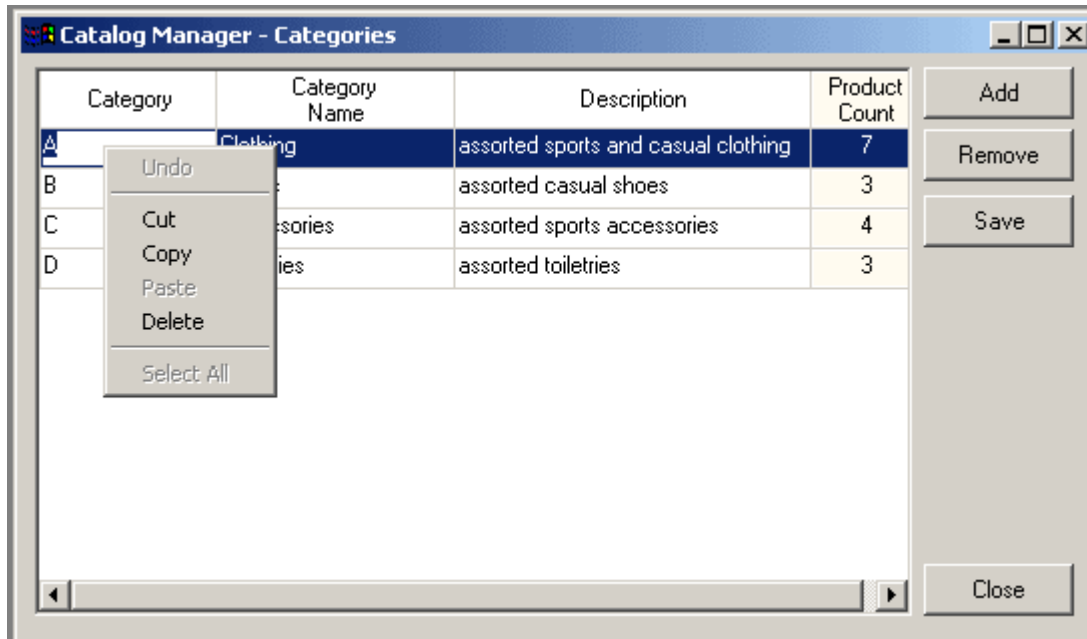 Catalog Manager - Categories
Category Category Name Description Product Count
A Clothing assorted sports and casual clothing 7
B assorted casual shoes 3
C ssories assorted sports accessories 4
D ies assorted toiletries 3
Undo
Cut
Copy
Paste
Delete
Select All
Add
Remove
Save
Close